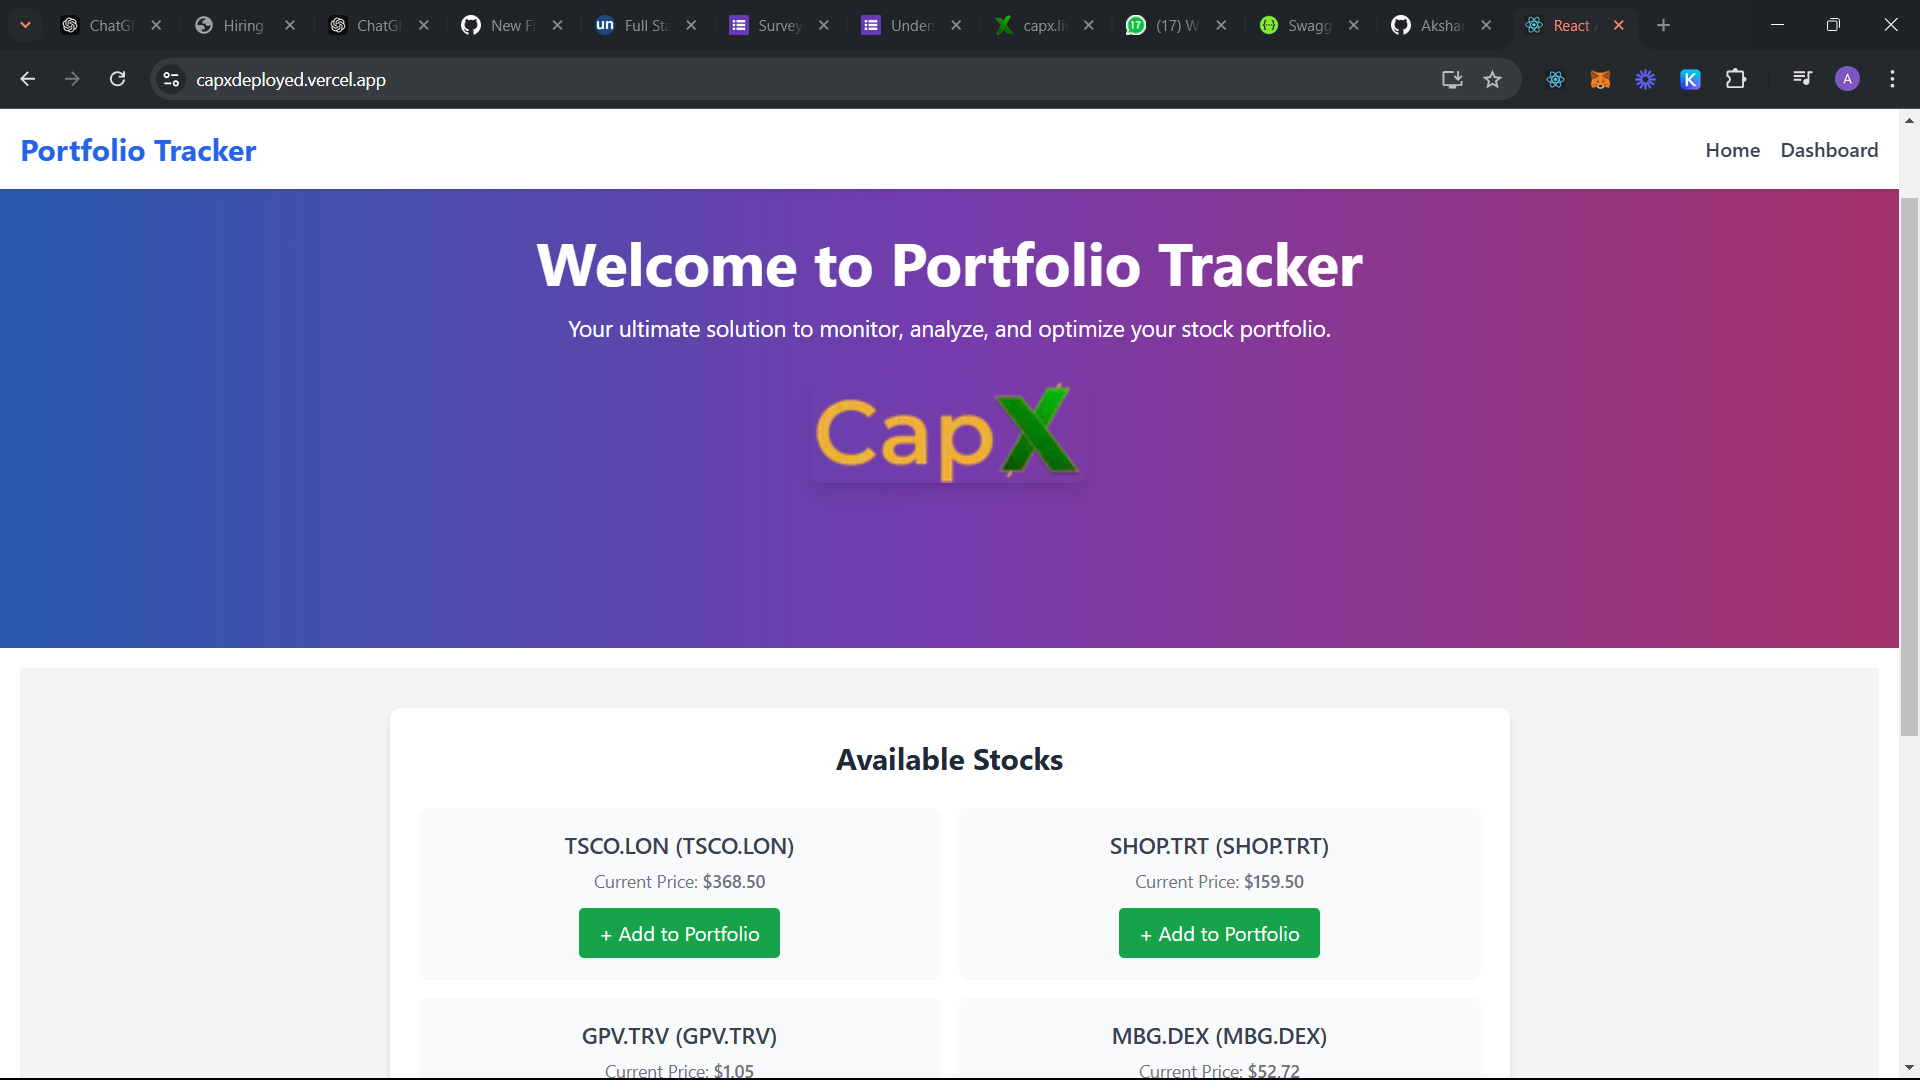 ChatG
Hiring
ChatG
New Fi
Full Sta
Survey
Under
capx.li
(17) W
Swagg
Akshar
React
capxdeployed.vercel.app
A
Portfolio Tracker
Home Dashboard
Welcome to Portfolio Tracker
Your ultimate solution to monitor, analyze, and optimize your stock portfolio.
CapX
Available Stocks
TSCO.LON (TSCO.LON)
Current Price: $368.50
+ Add to Portfolio
SHOP.TRT (SHOP.TRT)
Current Price: $159.50
+ Add to Portfolio
GPV.TRV (GPV.TRV)
Current Price: $1.05
MBG.DEX (MBG.DEX)
Current Price: $52.72